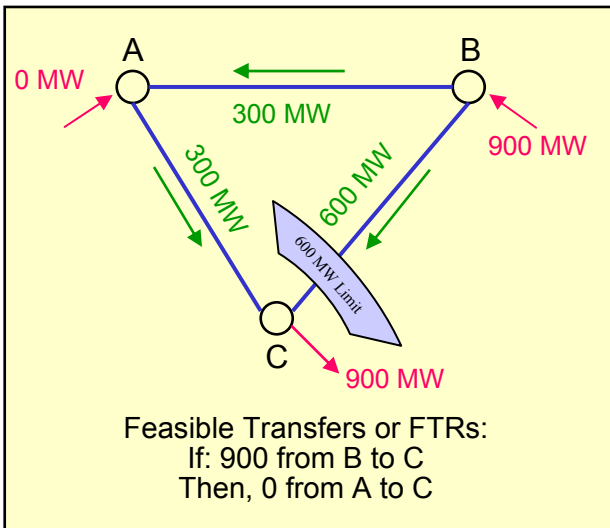 A
B
0 MW
300 MW
900 MW
300 MW
600 MW
600 MW Limit
C
900 MW
Feasible Transfers or FTRs:
If: 900 from B to C
Then, 0 from A to C